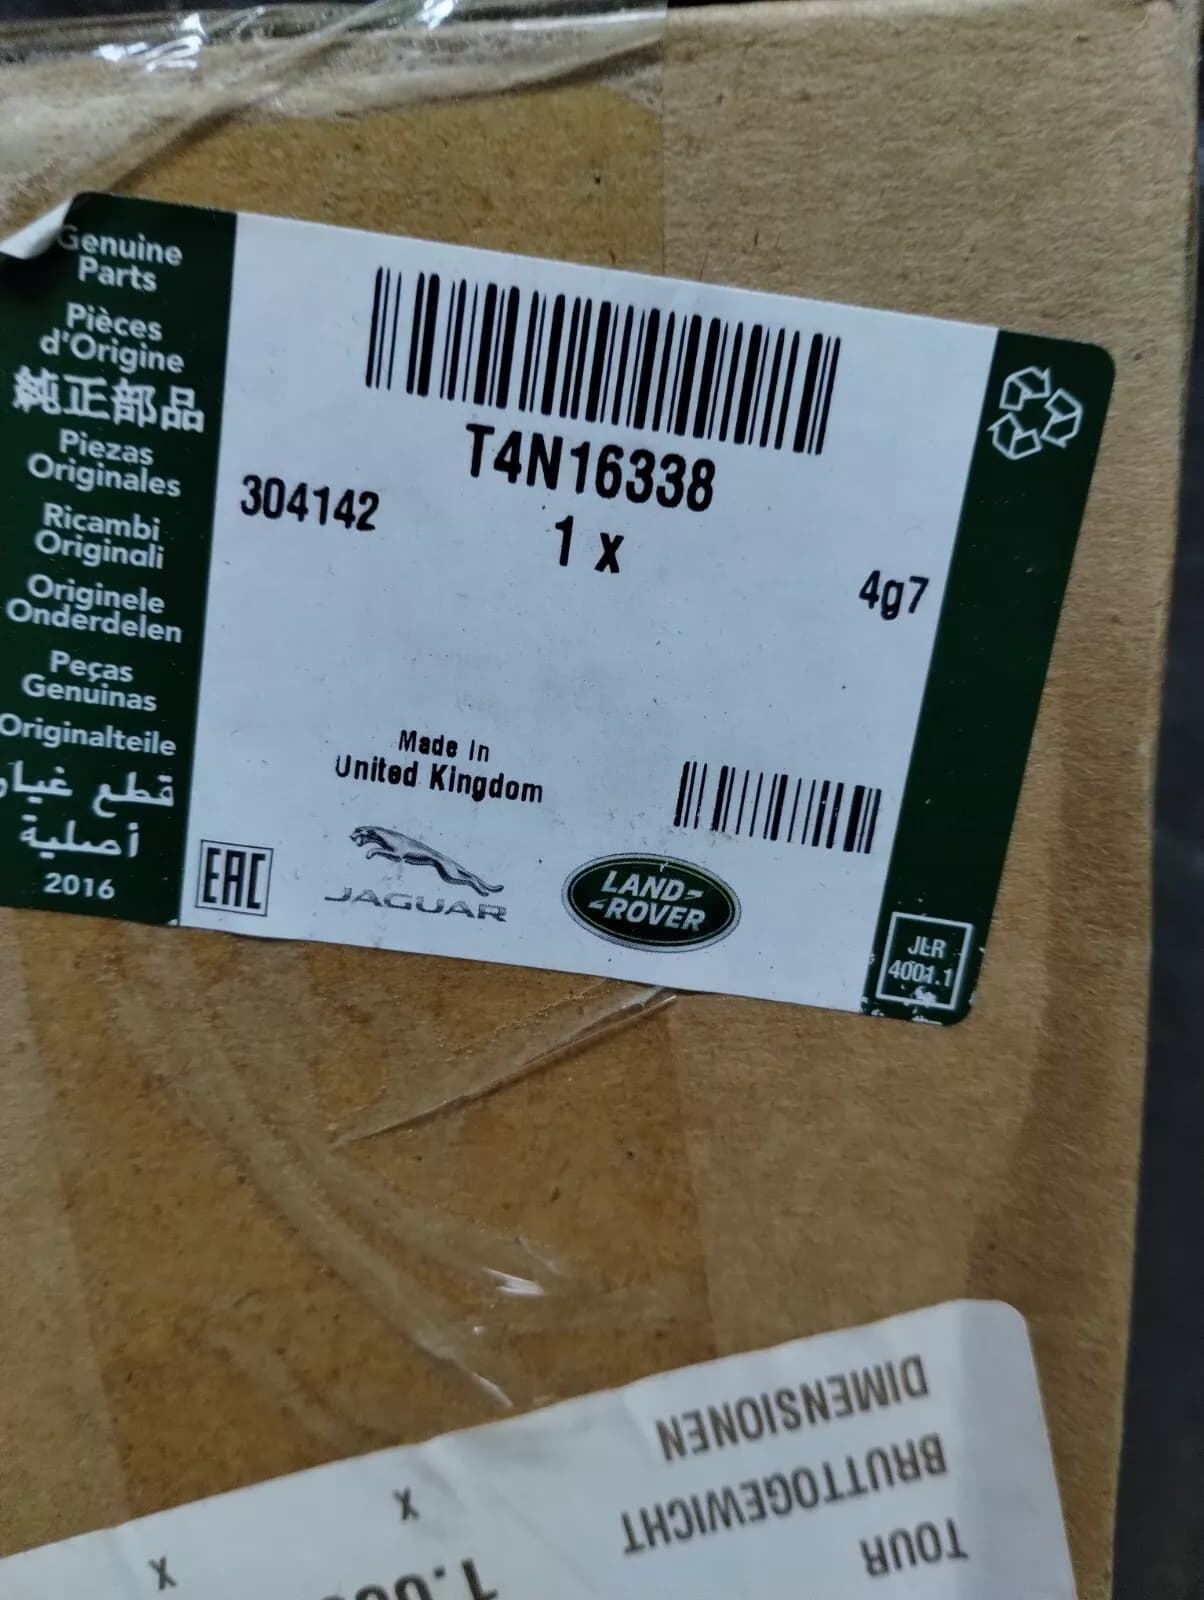 Genuine
Parts
Pièces
d'Origine
純正部品
Piezas
Originales
Ricambi
Originali
Originele
Onderdelen
Peças
Genuinas
Originalteile
قطع غيار
أصلية
2016
T4N16338
304142
1 x
4g7
Made In
United Kingdom
EAC
JAGUAR
LAND-
-ROVER
JLR
4001.1
TOUR
BRUTTOGEWICHT
DIMENSIONEN
x
x